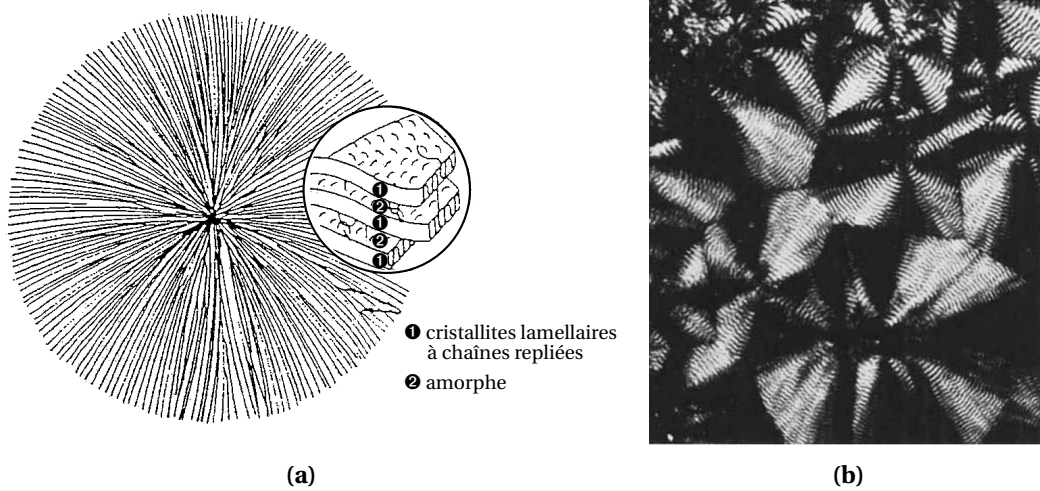 ❶
❷
❶
❷
❶
❶ cristallites lamellaires
à chaînes repliées
❷ amorphe
(a)
(b)